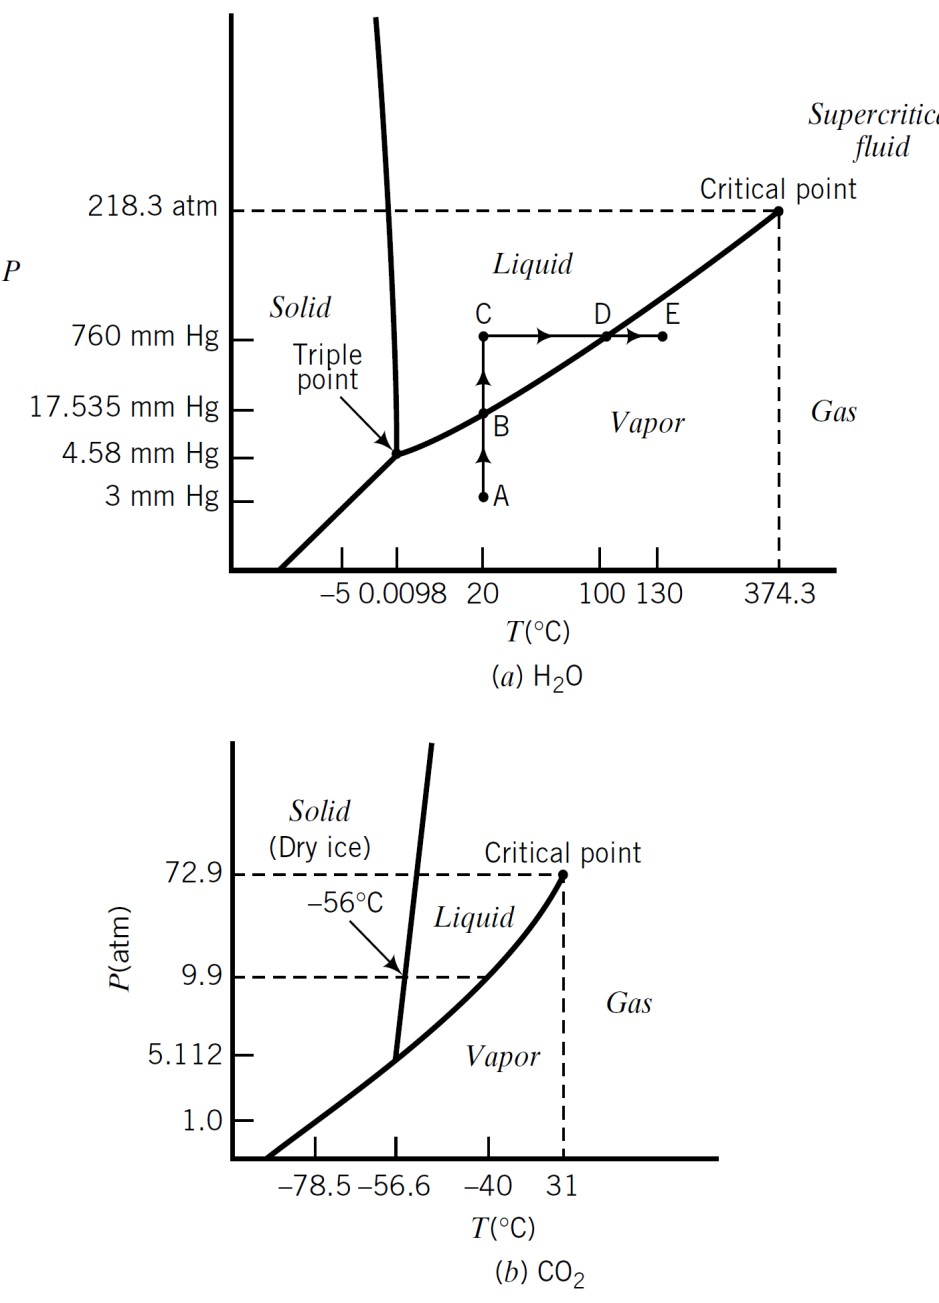 Supercritica
fluid
Critical point
218.3 atm
P
Liquid
Solid
C
D
E
760 mm Hg
Triple
point
17.535 mm Hg
B
Vapor
Gas
4.58 mm Hg
3 mm Hg
A
–5 0.0098 20 100 130 374.3
T(°C)
(a) H₂O
Solid
(Dry ice)
Critical point
72.9
–56°C
Liquid
P(atm)
9.9
Gas
5.112
Vapor
1.0
–78.5 –56.6 –40 31
T(°C)
(b) CO₂